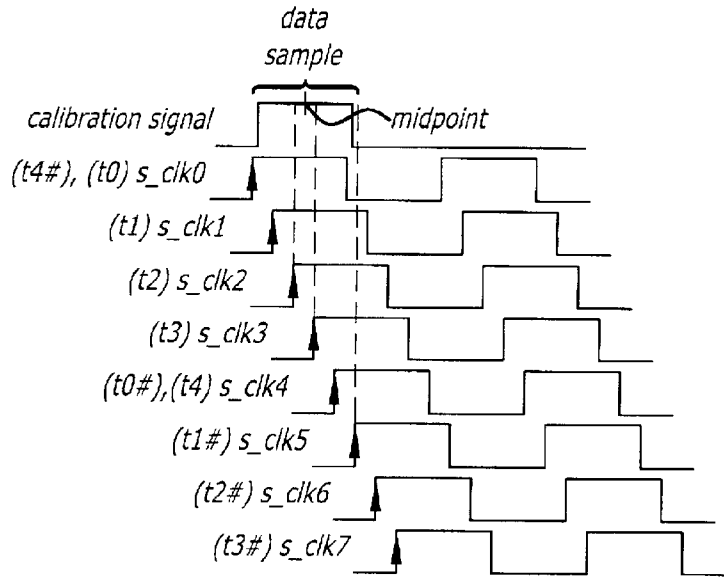 data
sample
calibration signal
midpoint
(t4#), (t0) s_clk0
(t1) s_clk1
(t2) s_clk2
(t3) s_clk3
(t0#),(t4) s_clk4
(t1#) s_clk5
(t2#) s_clk6
(t3#) s_clk7